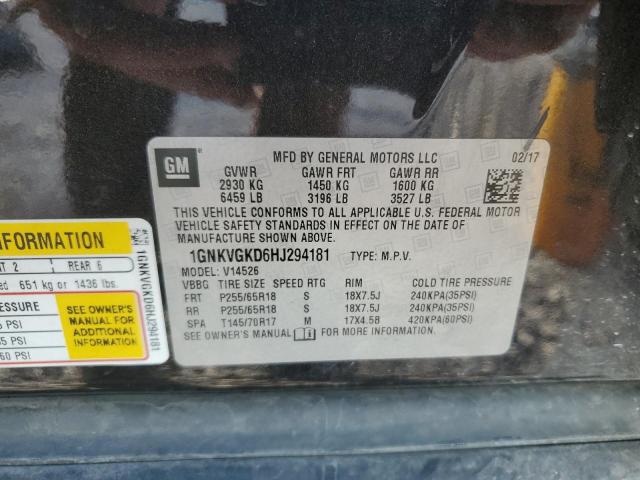 GM
MFD BY GENERAL MOTORS LLC 02/17
GVWR GAWR FRT GAWR RR
2930 KG 1450 KG 1600 KG
6459 LB 3196 LB 3527 LB
THIS VEHICLE CONFORMS TO ALL APPLICABLE U.S. FEDERAL MOTOR
VEHICLE SAFETY STANDARDS IN EFFECT ON THE DATE OF
MANUFACTURE SHOWN ABOVE.
1GNKVGKD6HJ294181 TYPE: M.P.V.
V14526
VBBG TIRE SIZE SPEED RTG RIM COLD TIRE PRESSURE
FRT P255/65R18 S 18X7.5J 240KPA(35PSI)
RR P255/65R18 S 18X7.5J 240KPA(35PSI)
SPA T145/70R17 M 17X4.5B 420KPA(60PSI)
SEE OWNER'S MANUAL FOR MORE INFORMATION.
INFORMATION
2 REAR 6
651 kg or 1436 lbs.
PRESSURE
PSI
PSI
60 PSI
SEE OWNER'S
MANUAL FOR
ADDITIONAL
INFORMATION
1GNKVGKD6HJ294181